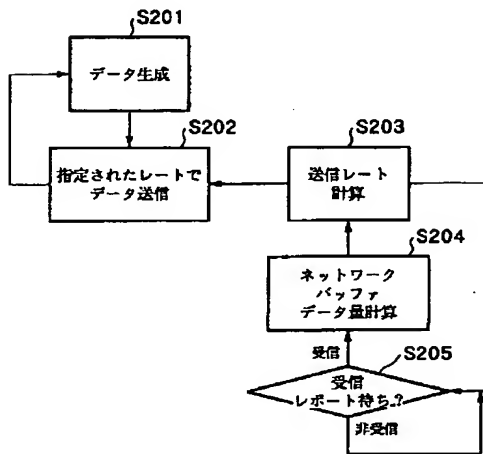 S201
データ生成
S202
指定されたレートで
データ送信
S203
送信レート
計算
S204
ネットワーク
バッファ
データ量計算
受信
S205
受信
レポート待ち?
非受信